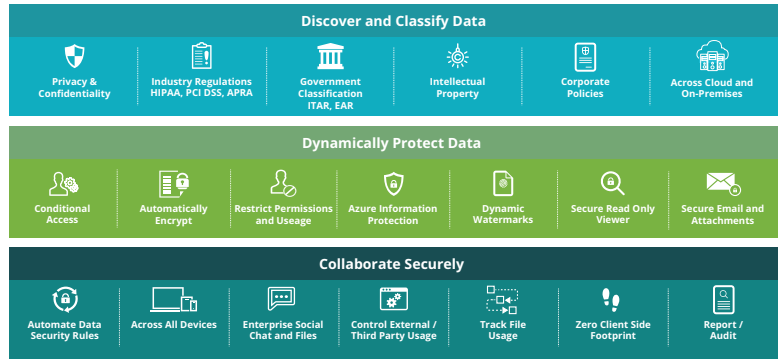 Discover and Classify Data
Privacy &
Confidentiality
Industry Regulations
HIPAA, PCI DSS, APRA
Government
Classification
ITAR, EAR
Intellectual
Property
Corporate
Policies
Across Cloud and
On-Premises
Dynamically Protect Data
Conditional
Access
Automatically
Encrypt
Restrict Permissions
and Useage
Azure Information
Protection
Dynamic
Watermarks
Secure Read Only
Viewer
Secure Email and
Attachments
Collaborate Securely
Automate Data
Security Rules
Across All Devices
Enterprise Social
Chat and Files
Control External /
Third Party Usage
Track File
Usage
Zero Client Side
Footprint
Report /
Audit